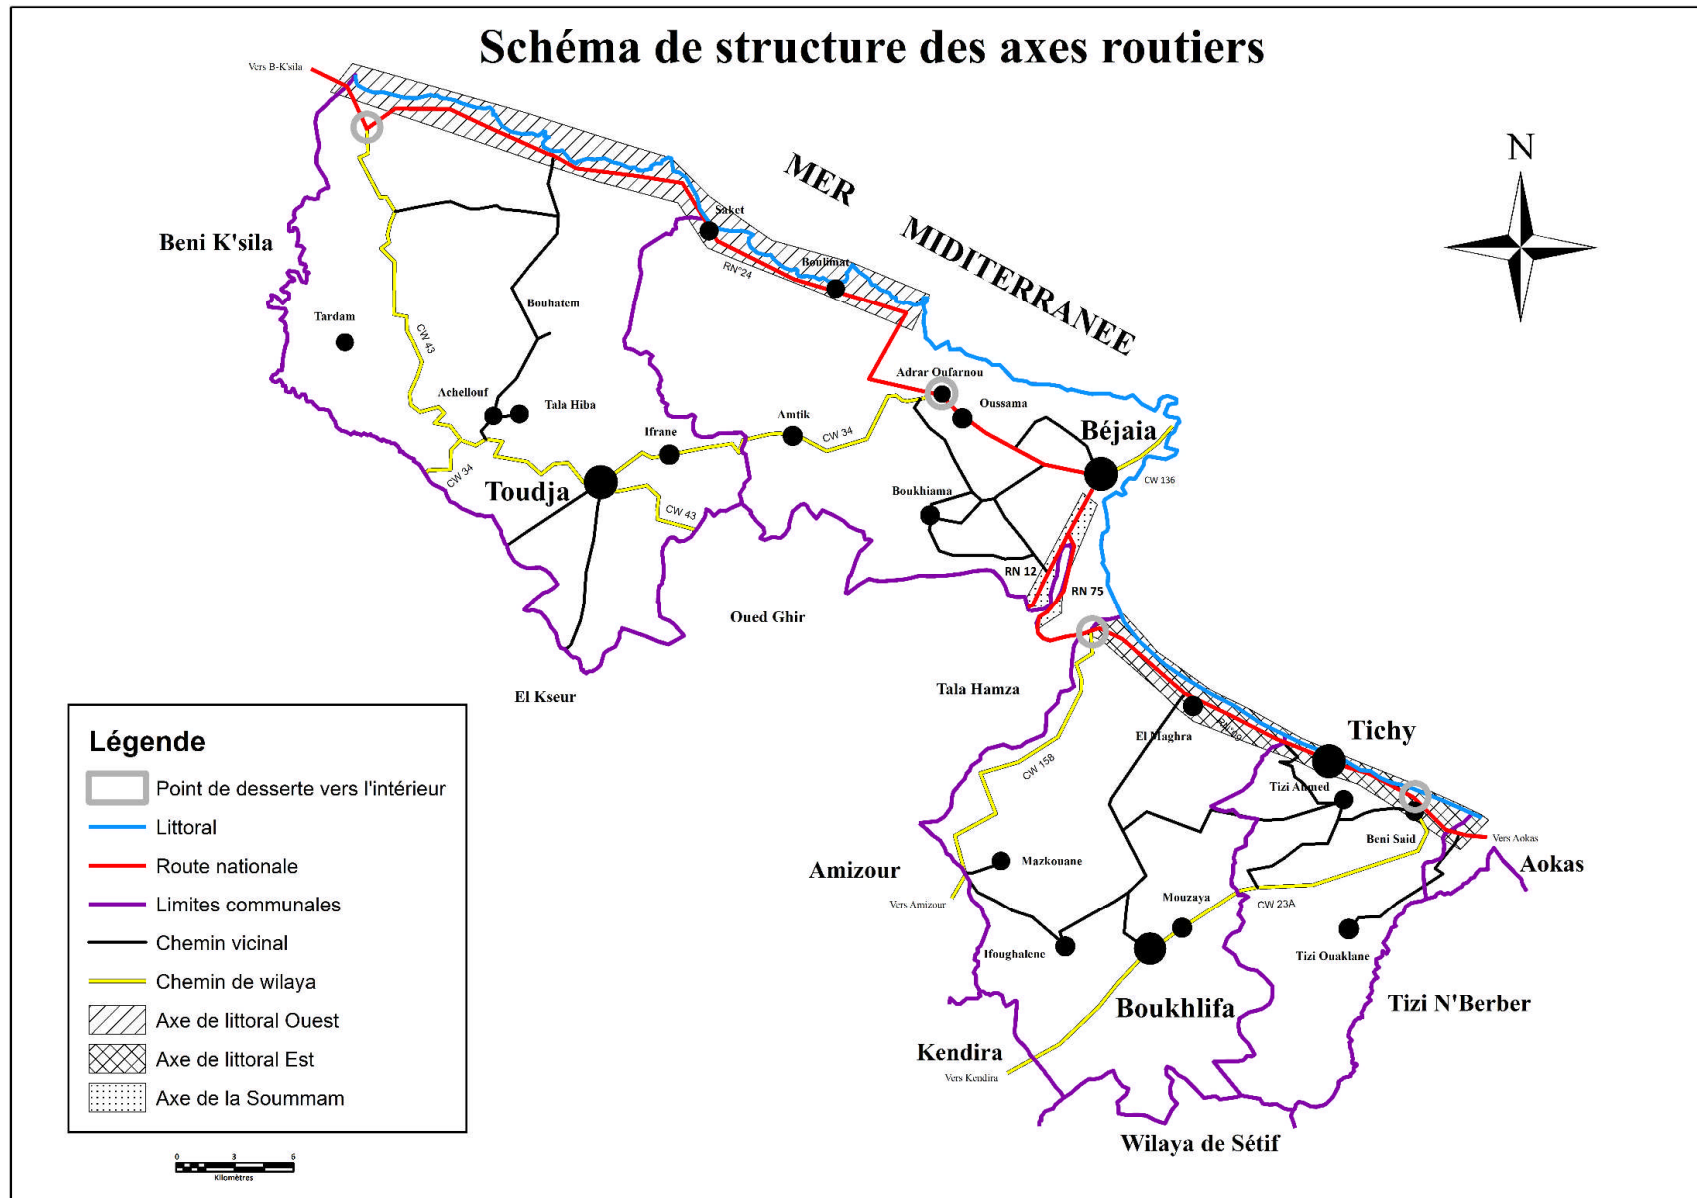 Schéma de structure des axes routiers
Vers B-K'sila
N
MER
MIDITERRANEE
Saket
Beni K'sila
RN°24
Boulimat
Bouhatem
Tardam
CW 43
Adrar Oufarnou
Achellouf
Tala Hiba
Oussama
Amtik
Ifrane
CW 34
Béjaia
CW 34
Toudja
CW 136
Boukhiama
CW 43
RN 12
RN 75
Oued Ghir
Tala Hamza
El Kseur
El Maghra
Tichy
CW 158
Tizi Ahmed
Beni Said
Vers Aokas
Aokas
Amizour
Mazkouane
Vers Amizour
Mouzaya
CW 23A
Ifoughalene
Tizi Ouaklane
Boukhlifa
Tizi N'Berber
Kendira
Vers Kendira
Wilaya de Sétif
Légende
Point de desserte vers l'intérieur
Littoral
Route nationale
Limites communales
Chemin vicinal
Chemin de wilaya
Axe de littoral Ouest
Axe de littoral Est
Axe de la Soummam
0 3 6
Kilomètres